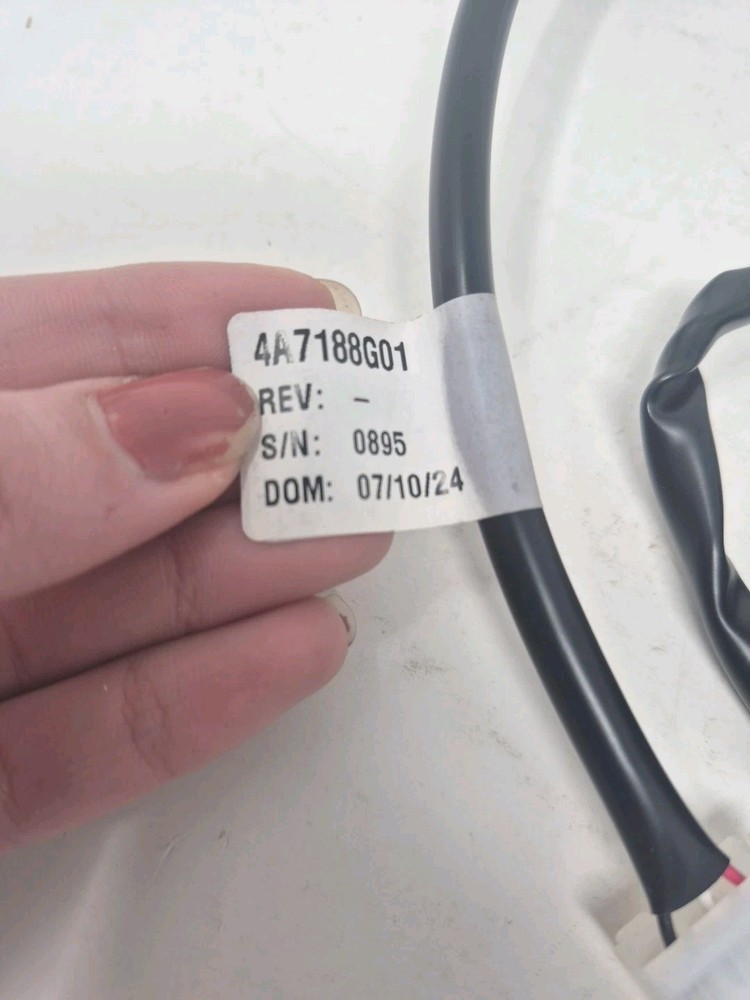 4A7188G01
REV: -
S/N: 0895
DOM: 07/10/24